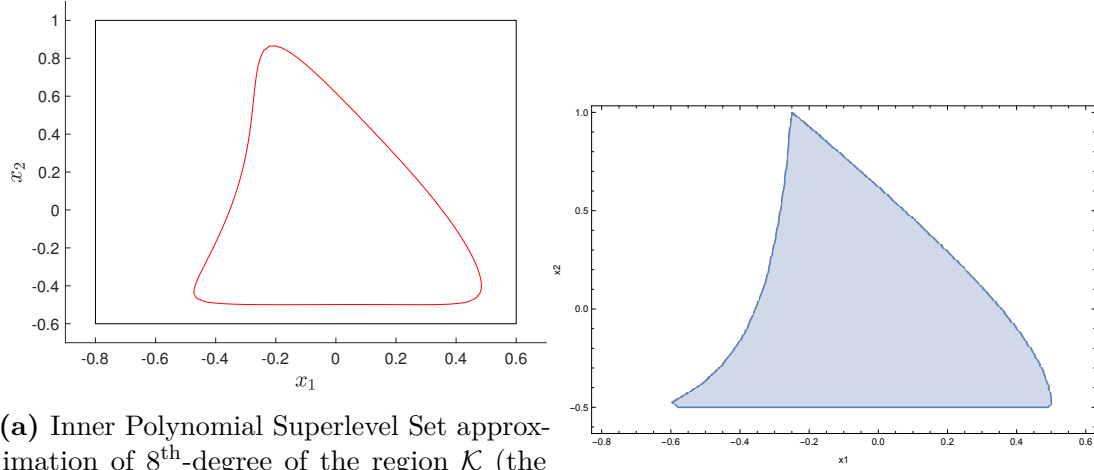 1
0.8
0.6
0.4
0.2
0
-0.2
-0.4
-0.6
x₂
-0.8 -0.6 -0.4 -0.2 0 0.2 0.4 0.6
x₁
(a) Inner Polynomial Superlevel Set approx-
imation of 8th-degree of the region K (the
1.0
0.5
0.0
-0.5
x2
-0.8 -0.6 -0.4 -0.2 0.0 0.2 0.4 0.6
x1